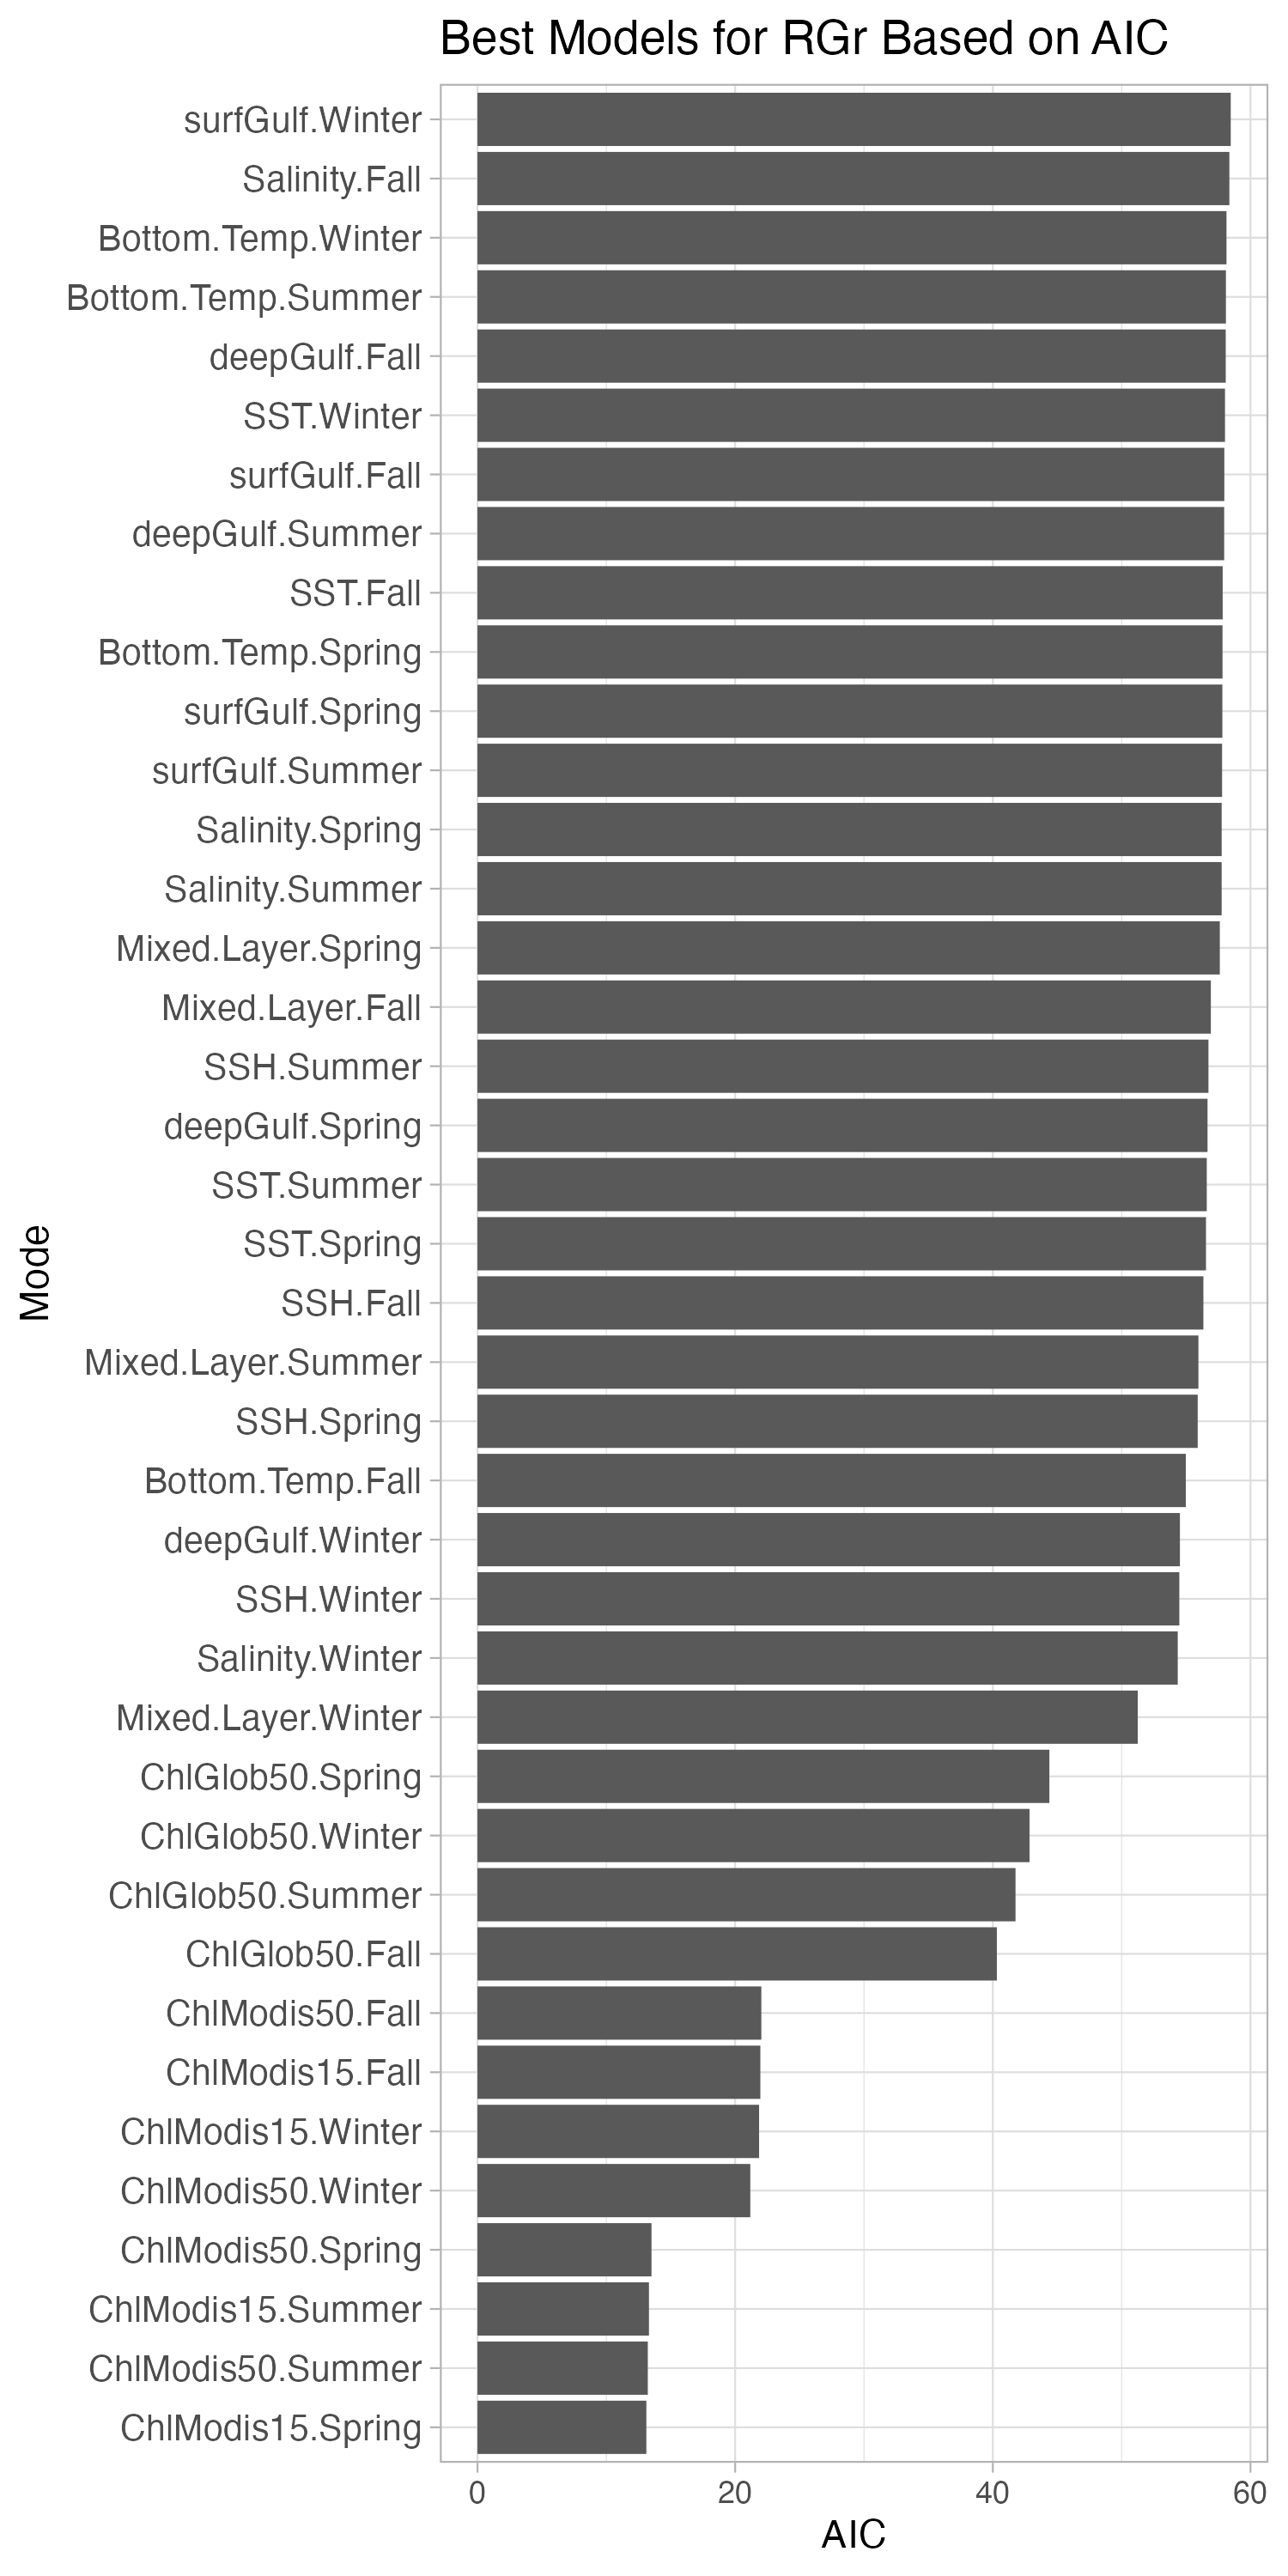 Best Models for RGr Based on AIC
surfGulf.Winter
Salinity.Fall
Bottom.Temp.Winter
Bottom.Temp.Summer
deepGulf.Fall
SST.Winter
surfGulf.Fall
deepGulf.Summer
SST.Fall
Bottom.Temp.Spring
surfGulf.Spring
surfGulf.Summer
Salinity.Spring
Salinity.Summer
Mixed.Layer.Spring
Mixed.Layer.Fall
SSH.Summer
deepGulf.Spring
SST.Summer
SST.Spring
SSH.Fall
Mixed.Layer.Summer
SSH.Spring
Bottom.Temp.Fall
deepGulf.Winter
SSH.Winter
Salinity.Winter
Mixed.Layer.Winter
ChlGlob50.Spring
ChlGlob50.Winter
ChlGlob50.Summer
ChlGlob50.Fall
ChlModis50.Fall
ChlModis15.Fall
ChlModis15.Winter
ChlModis50.Winter
ChlModis50.Spring
ChlModis15.Summer
ChlModis50.Summer
ChlModis15.Spring
Mode
0 20 40 60
AIC